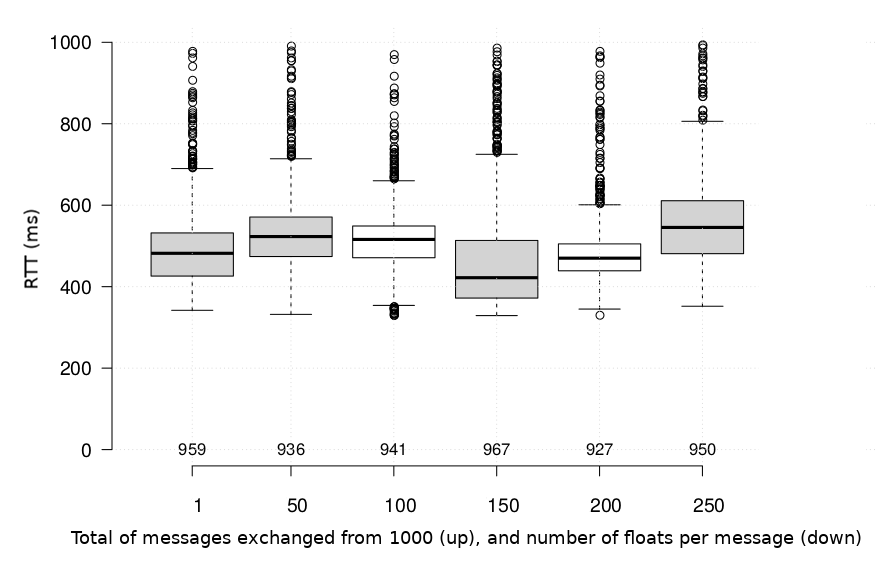 1000
800
600
400
200
0
RTT (ms)
959 936 941 967 927 950
1 50 100 150 200 250
Total of messages exchanged from 1000 (up), and number of floats per message (down)